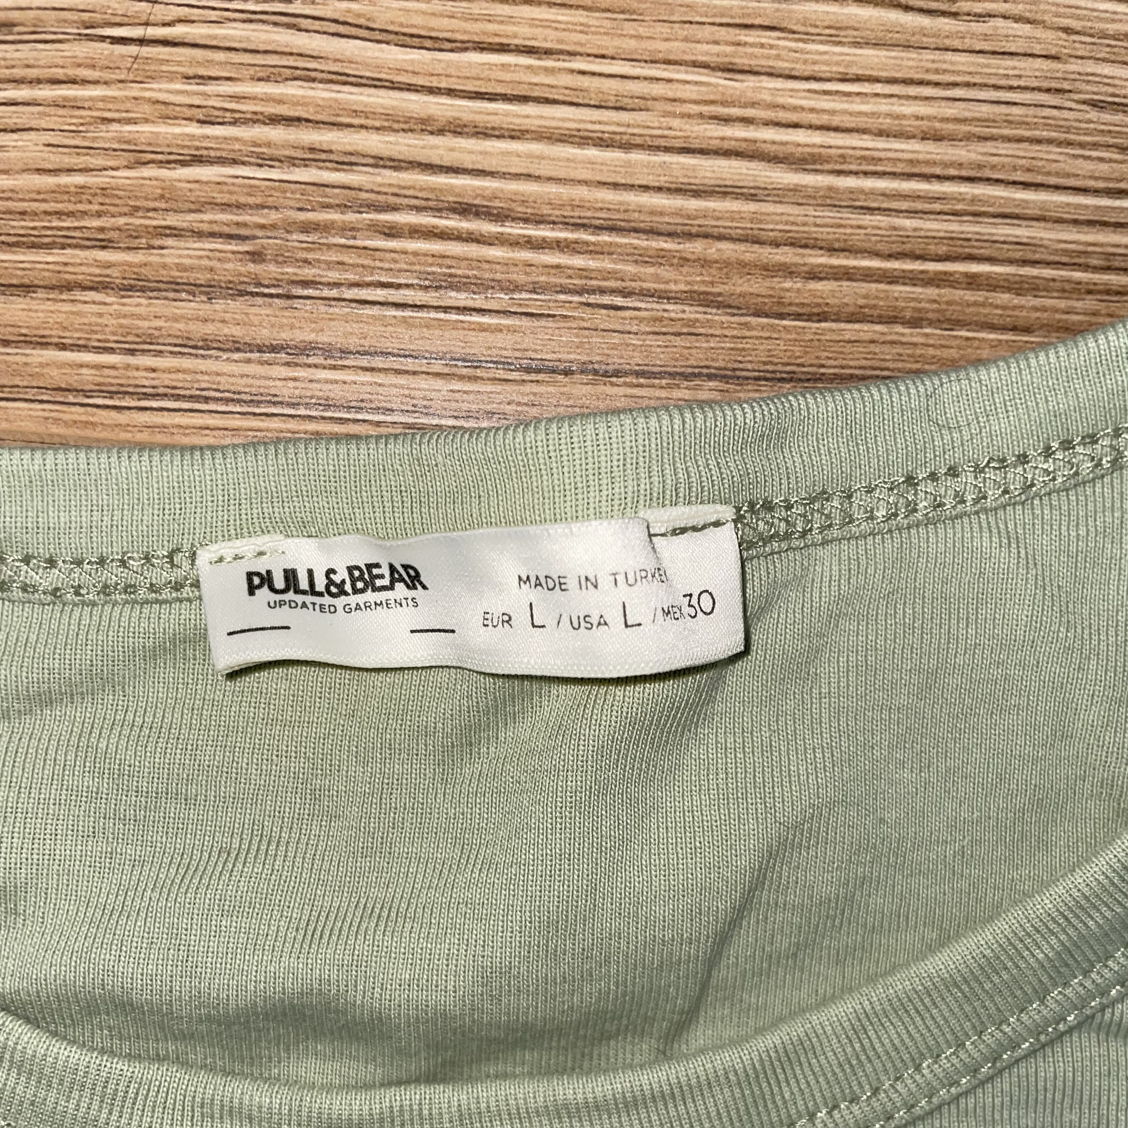 PULL&BEAR
UPDATED GARMENTS
MADE IN TURKEY
EUR L / USA L / MEX 30